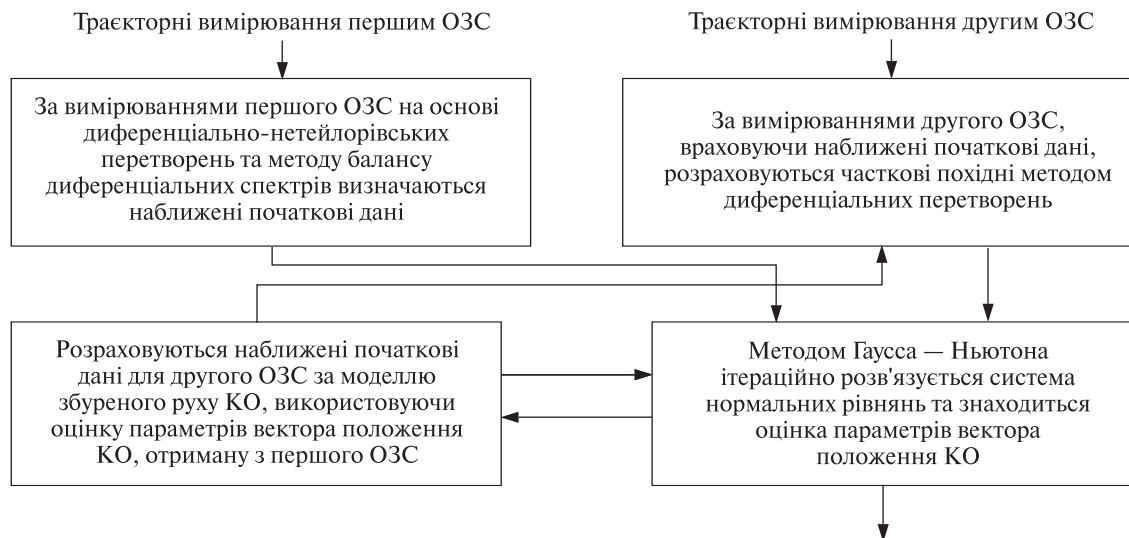 Траєкторні вимірювання першим ОЗС
Траєкторні вимірювання другим ОЗС
За вимірюваннями першого ОЗС на основі
диференціально-нетейлорівських
перетворень та методу балансу
диференціальних спектрів визначаються
наближені початкові дані
За вимірюваннями другого ОЗС,
враховуючи наближені початкові дані,
розраховуються часткові похідні методом
диференціальних перетворень
Розраховуються наближені початкові
дані для другого ОЗС за моделлю
збуреного руху КО, використовуючи
оцінку параметрів вектора положення
КО, отриману з першого ОЗС
Методом Гаусса — Ньютона
ітераційно розв'язується система
нормальних рівнянь та знаходиться
оцінка параметрів вектора
положення КО